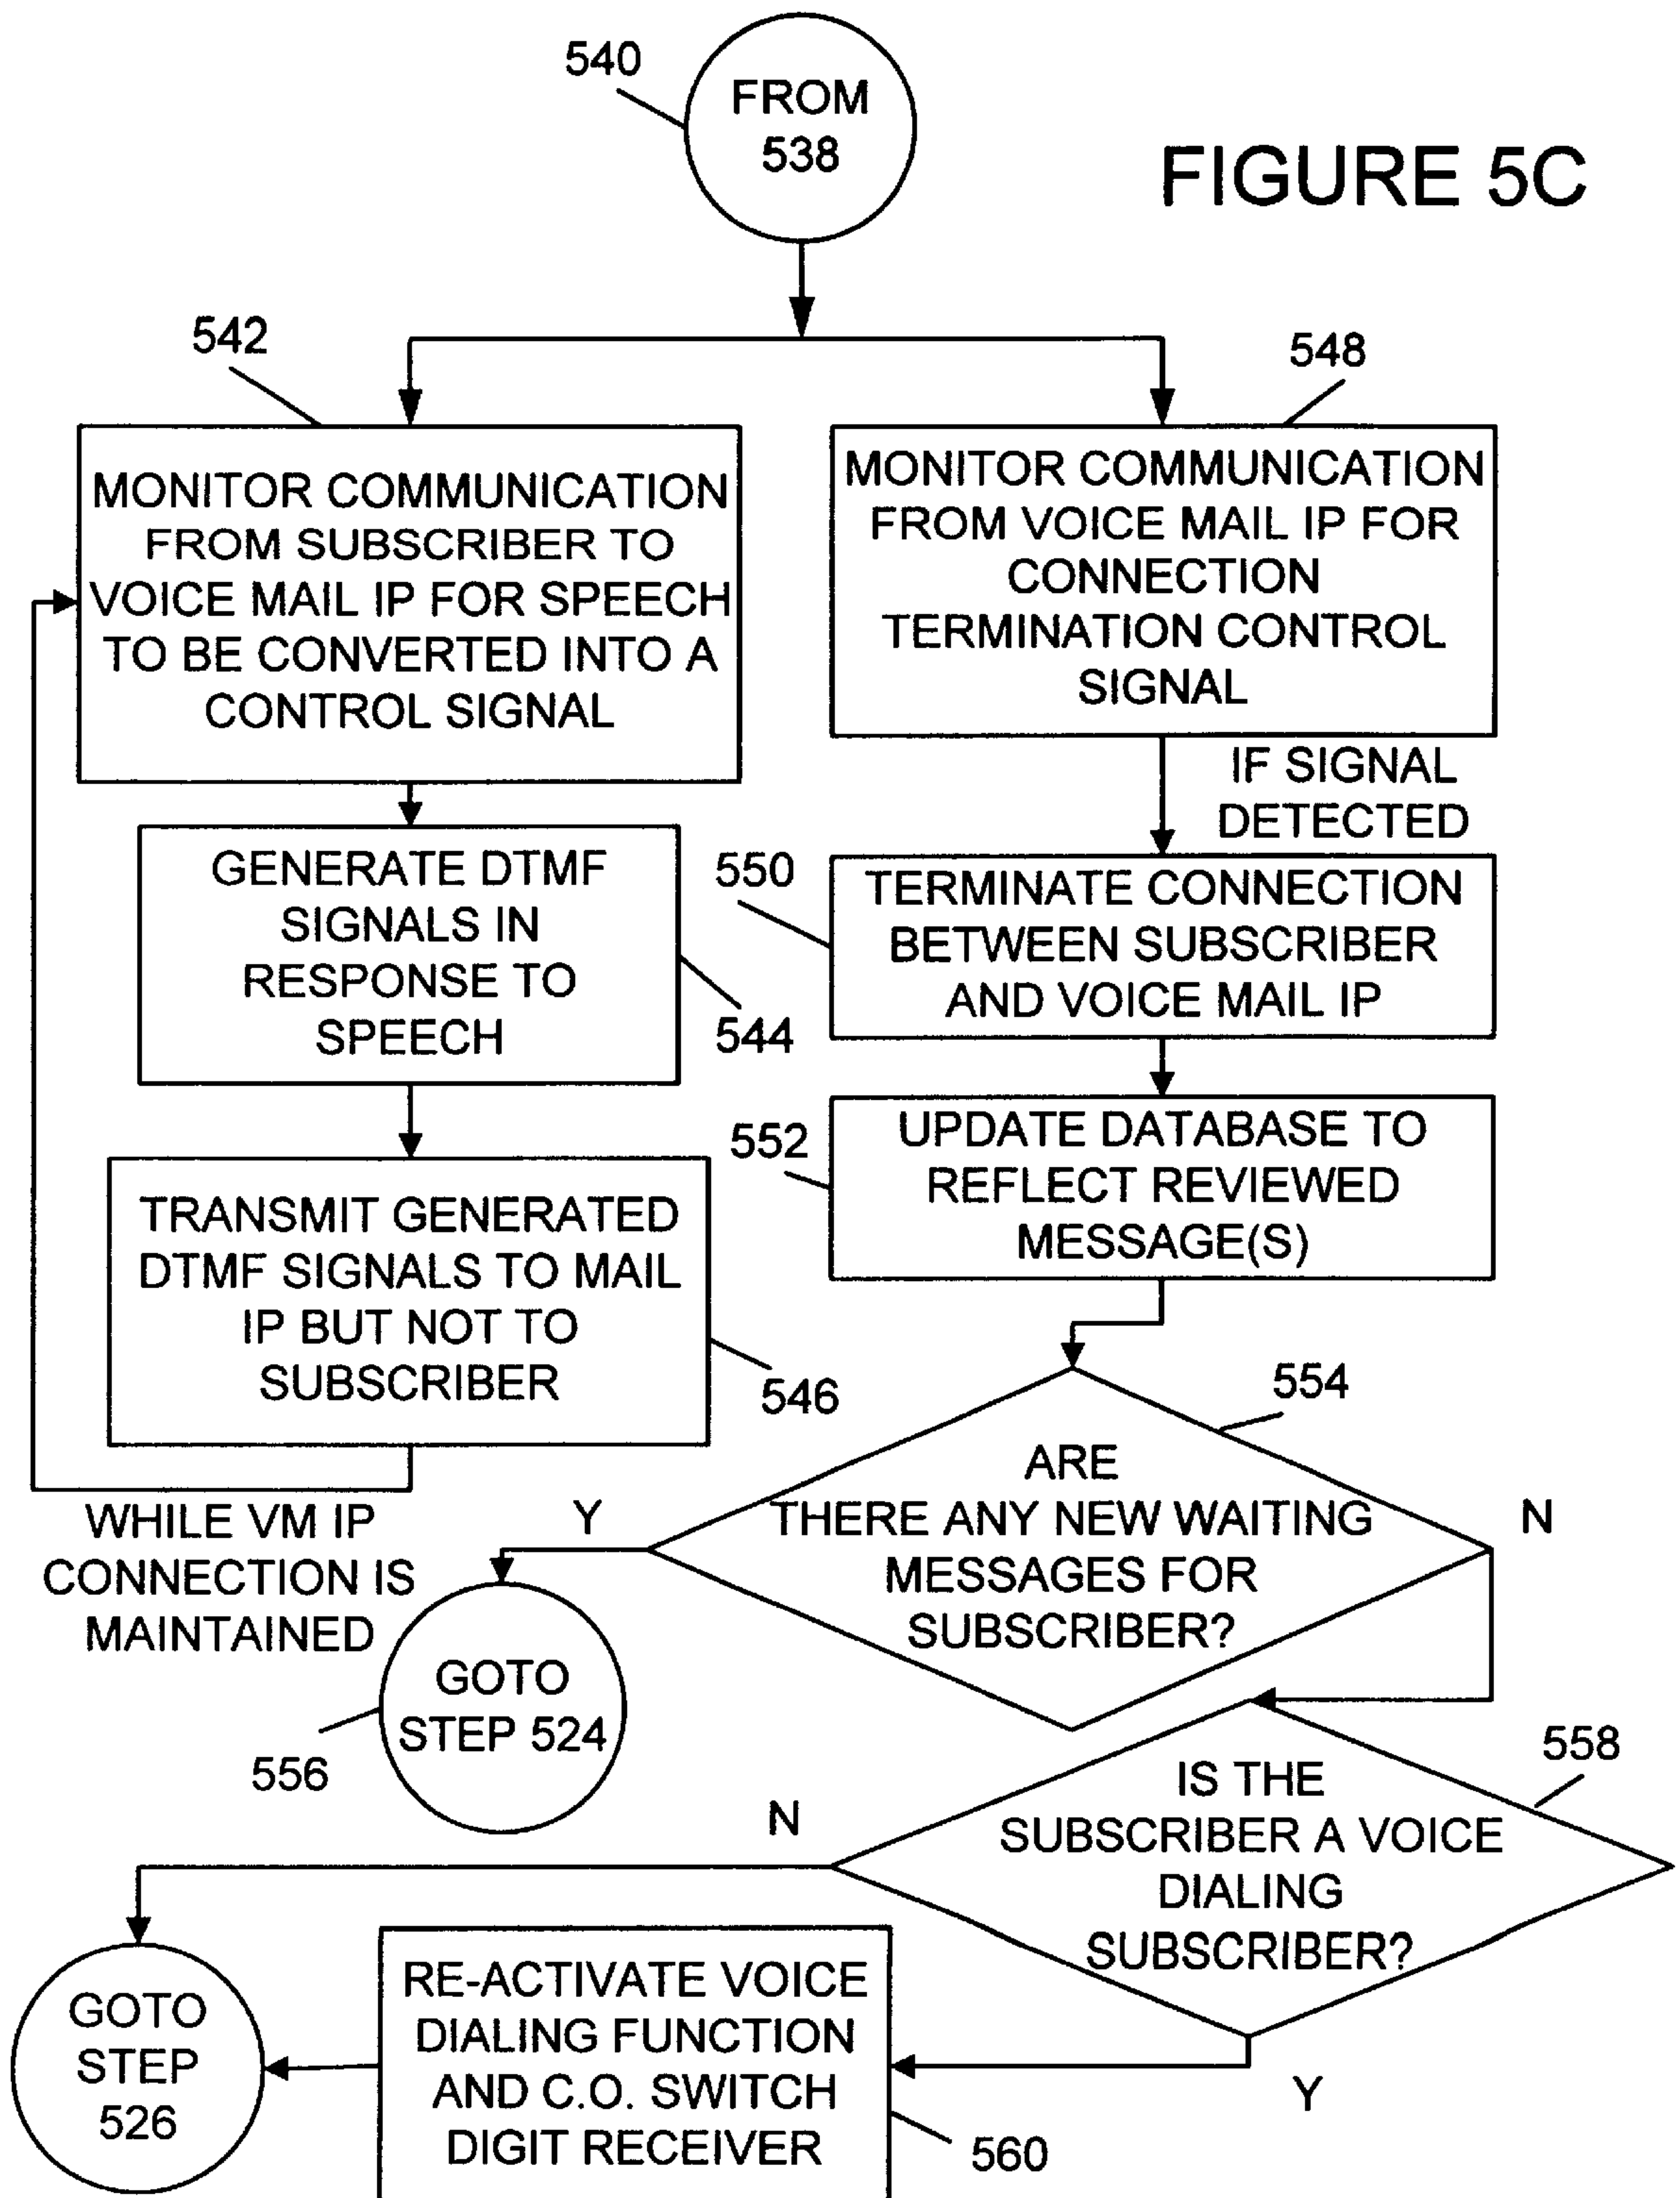 540
FROM
538
FIGURE 5C
542
548
MONITOR COMMUNICATION
FROM SUBSCRIBER TO
VOICE MAIL IP FOR SPEECH
TO BE CONVERTED INTO A
CONTROL SIGNAL
MONITOR COMMUNICATION
FROM VOICE MAIL IP FOR
CONNECTION
TERMINATION CONTROL
SIGNAL
IF SIGNAL
DETECTED
GENERATE DTMF
SIGNALS IN
RESPONSE TO
SPEECH
544
550
TERMINATE CONNECTION
BETWEEN SUBSCRIBER
AND VOICE MAIL IP
552
UPDATE DATABASE TO
REFLECT REVIEWED
MESSAGE(S)
TRANSMIT GENERATED
DTMF SIGNALS TO MAIL
IP BUT NOT TO
SUBSCRIBER
546
WHILE VM IP
CONNECTION IS
MAINTAINED
554
ARE
THERE ANY NEW WAITING
MESSAGES FOR
SUBSCRIBER?
Y
N
GOTO
STEP 524
556
558
IS THE
SUBSCRIBER A VOICE
DIALING
SUBSCRIBER?
N
Y
RE-ACTIVATE VOICE
DIALING FUNCTION
AND C.O. SWITCH
DIGIT RECEIVER
560
GOTO
STEP
526